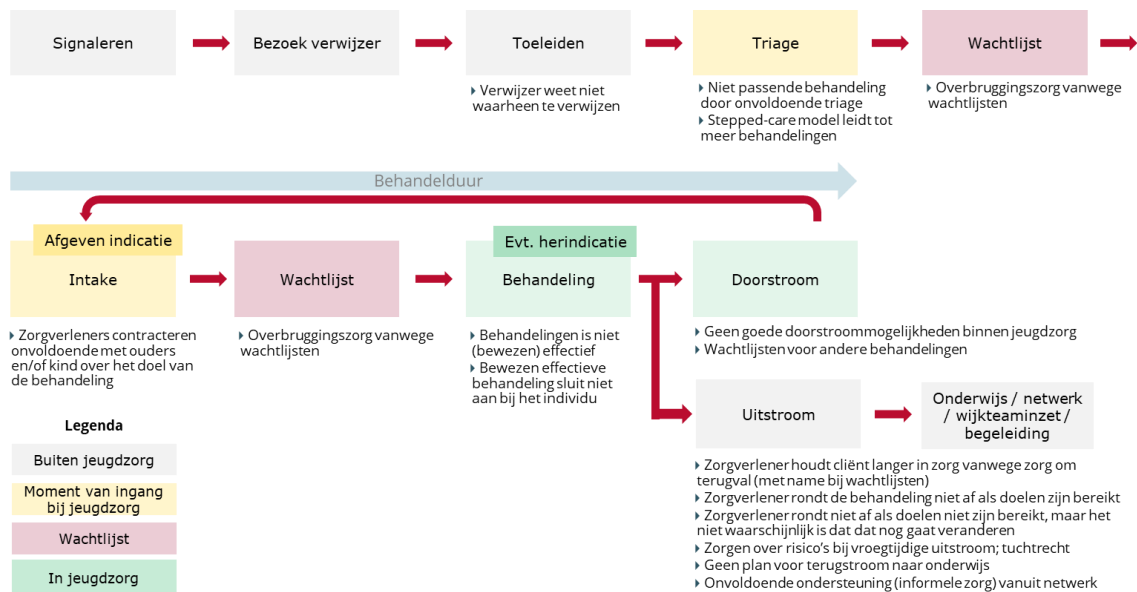 Signaleren
Bezoek verwijzer
Toeleiden
Triage
Wachtlijst
Verwijzer weet niet
waarheen te verwijzen
Niet passende behandeling
door onvoldoende triage
Stepped-care model leidt tot
meer behandelingen
Overbruggingszorg vanwege
wachtlijsten
Behandelduur
Afgeven indicatie
Intake
Wachtlijst
Evt. herindicatie
Behandeling
Doorstroom
Zorgverleners contracteren
onvoldoende met ouders
en/of kind over het doel van
de behandeling
Overbruggingszorg vanwege
wachtlijsten
Behandelingen is niet
(bewezen) effectief
Bewezen effectieve
behandeling sluit niet
aan bij het individu
Geen goede doorstroommogelijkheden binnen jeugdzorg
Wachtlijsten voor andere behandelingen
Uitstroom
Onderwijs / netwerk
/ wijkteaminzet /
begeleiding
Zorgverlener houdt cliënt langer in zorg vanwege zorg om
terugval (met name bij wachtlijsten)
Zorgverlener rondt de behandeling niet af als doelen zijn bereikt
Zorgverlener rondt niet af als doelen niet zijn bereikt, maar het
niet waarschijnlijk is dat dat nog gaat veranderen
Zorgen over risico's bij vroegtijdige uitstroom; tuchtrecht
Geen plan voor terugstroom naar onderwijs
Onvoldoende ondersteuning (informele zorg) vanuit netwerk
Legenda
Buiten jeugdzorg
Moment van ingang
bij jeugdzorg
Wachtlijst
In jeugdzorg